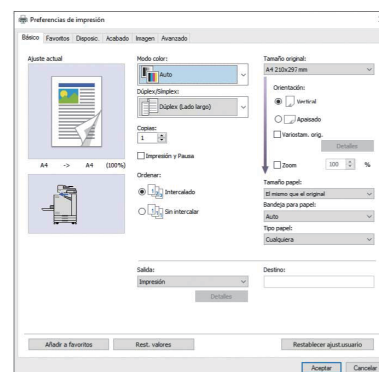 Preferencias de impresión
Básico Favoritos Disposic. Acabado Imagen Avanzado
Ajuste actual
A4 -> A4 (100%)
Modo color:
Auto
Dúplex/Símplex:
Dúplex (Lado largo)
Copias:
1
Impresión y Pausa
Ordenar:
Intercalado
Sin intercalar
Tamaño original:
A4 210x297 mm
Orientación:
Vertical
Apaisado
Variostam. orig.
Detalles
Zoom 100 %
Tamaño papel:
El mismo que el original
Bandeja para papel:
Auto
Tipo papel:
Cualquiera
Salida:
Impresión
Detalles
Destino:
Añadir a favoritos Rest. valores Restablecer ajust.usuario
Aceptar Cancelar